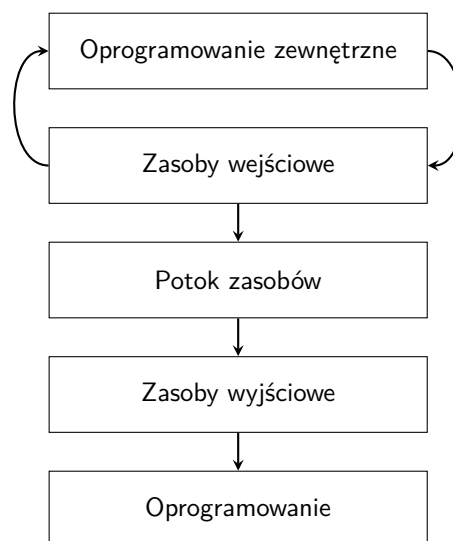 Oprogramowanie zewnętrzne
Zasoby wejściowe
Potok zasobów
Zasoby wyjściowe
Oprogramowanie